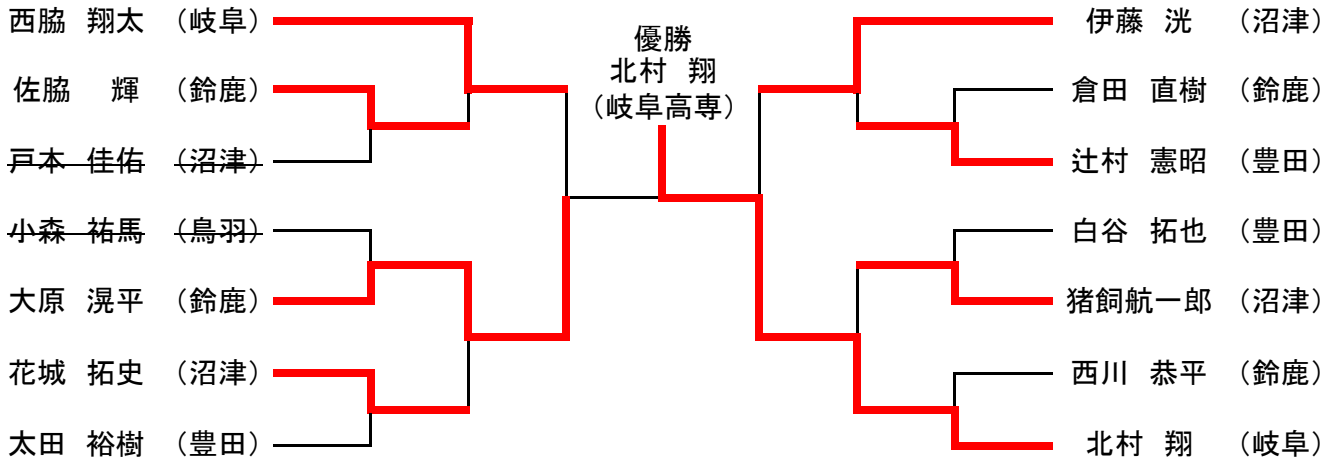 西脇 翔太 (岐阜)
佐脇 輝 (鈴鹿)
戸本 佳佑 (沼津)
小森 祐馬 (鳥羽)
大原 滉平 (鈴鹿)
花城 拓史 (沼津)
太田 裕樹 (豊田)
優勝
北村 翔
(岐阜高専)
伊藤 洸 (沼津)
倉田 直樹 (鈴鹿)
辻村 憲昭 (豊田)
白谷 拓也 (豊田)
猪飼航一郎 (沼津)
西川 恭平 (鈴鹿)
北村 翔 (岐阜)